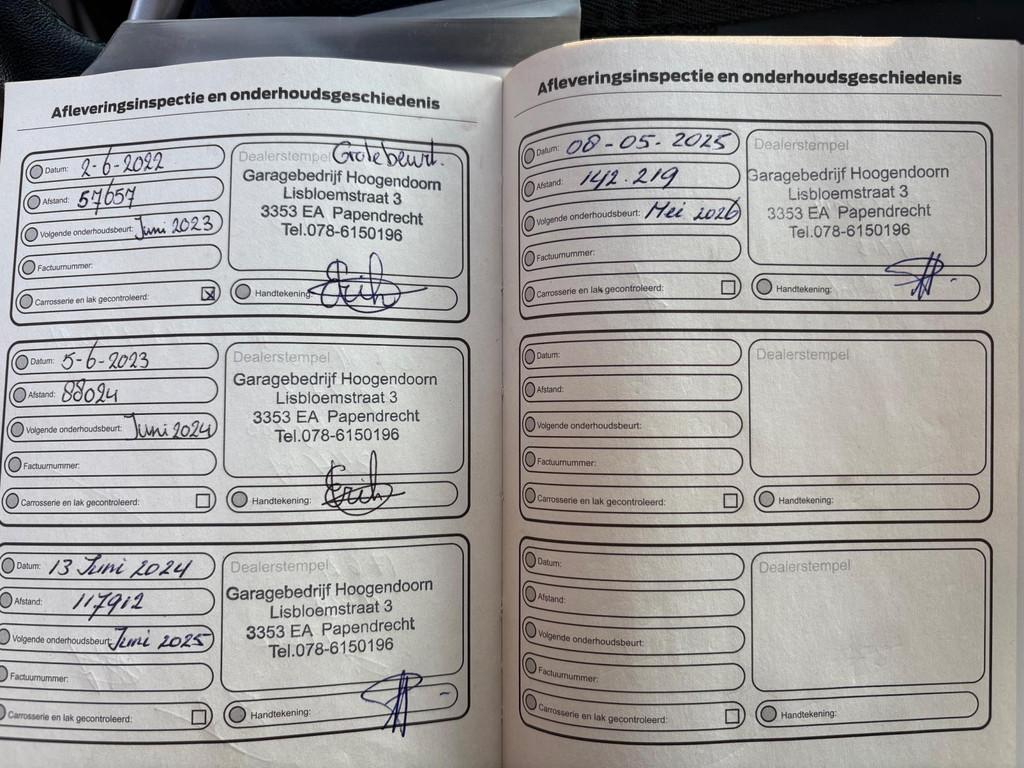 Afleveringsinspectie en onderhoudsgeschiedenis
Datum: 2-6-2022
Afstand: 57657
Volgende onderhoudsbeurt: Juni 2023
Factuurnummer:
Carrosserie en lak gecontroleerd:
Dealerstempel Grote beurt.
Garagebedrijf Hoogendoorn
Lisbloemstraat 3
3353 EA Papendrecht
Tel.078-6150196
Handtekening:
Datum: 5-6-2023
Afstand: 88024
Volgende onderhoudsbeurt: Juni 2024
Factuurnummer:
Carrosserie en lak gecontroleerd:
Dealerstempel
Garagebedrijf Hoogendoorn
Lisbloemstraat 3
3353 EA Papendrecht
Tel.078-6150196
Handtekening:
Datum: 13 Juni 2024
Afstand: 117912
Volgende onderhoudsbeurt: Juni 2025
Factuurnummer:
Carrosserie en lak gecontroleerd:
Dealerstempel
Garagebedrijf Hoogendoorn
Lisbloemstraat 3
3353 EA Papendrecht
Tel.078-6150196
Handtekening:
Afleveringsinspectie en onderhoudsgeschiedenis
Datum: 08-05-2025
Afstand: 142.219
Volgende onderhoudsbeurt: Mei 2026
Factuurnummer:
Carrosserie en lak gecontroleerd:
Dealerstempel
Garagebedrijf Hoogendoorn
Lisbloemstraat 3
3353 EA Papendrecht
Tel.078-6150196
Handtekening:
Datum:
Afstand:
Volgende onderhoudsbeurt:
Factuurnummer:
Carrosserie en lak gecontroleerd:
Dealerstempel
Handtekening:
Datum:
Afstand:
Volgende onderhoudsbeurt:
Factuurnummer:
Carrosserie en lak gecontroleerd:
Dealerstempel
Handtekening: